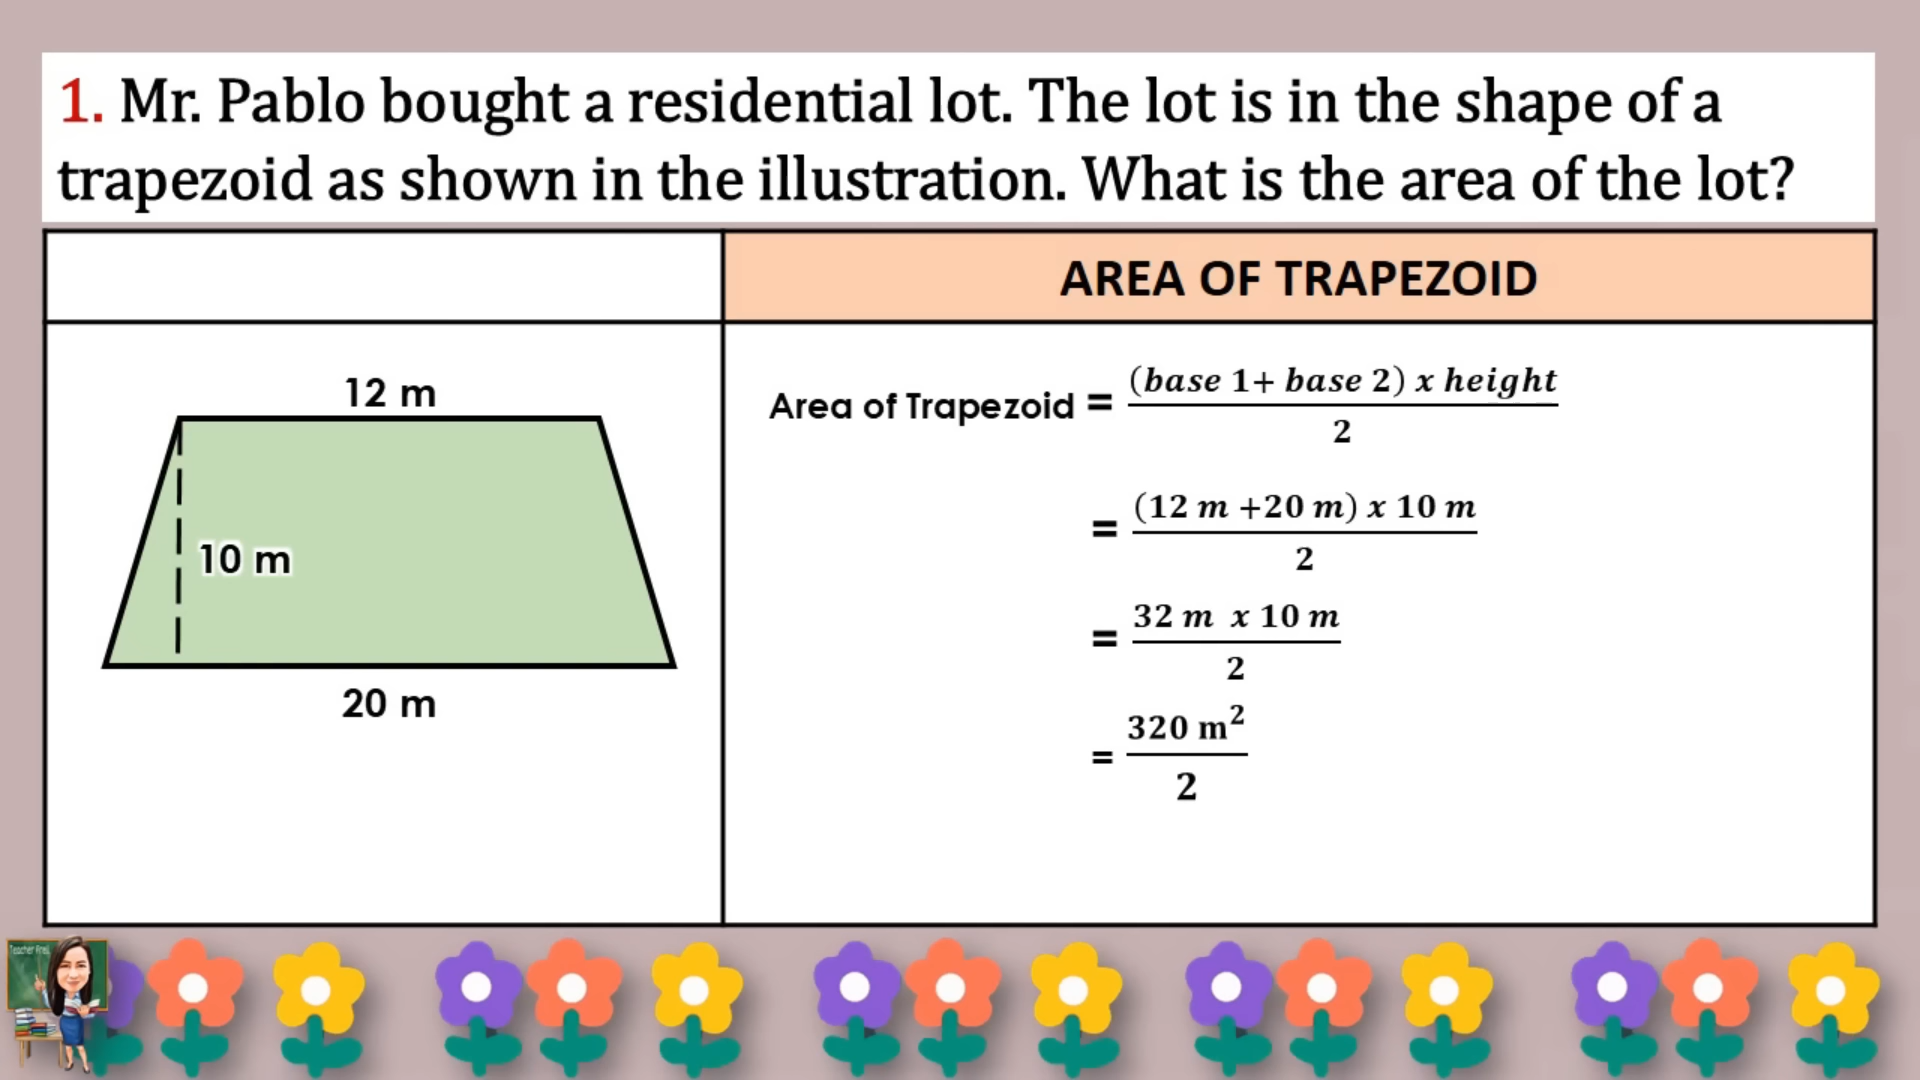 1. Mr. Pablo bought a residential lot. The lot is in the shape of a
trapezoid as shown in the illustration. What is the area of the lot?
AREA OF TRAPEZOID
12 m
10 m
20 m
Area of Trapezoid = (base 1+ base 2) x height / 2
= (12 m +20 m) x 10 m / 2
= 32 m x 10 m / 2
= 320 m² / 2